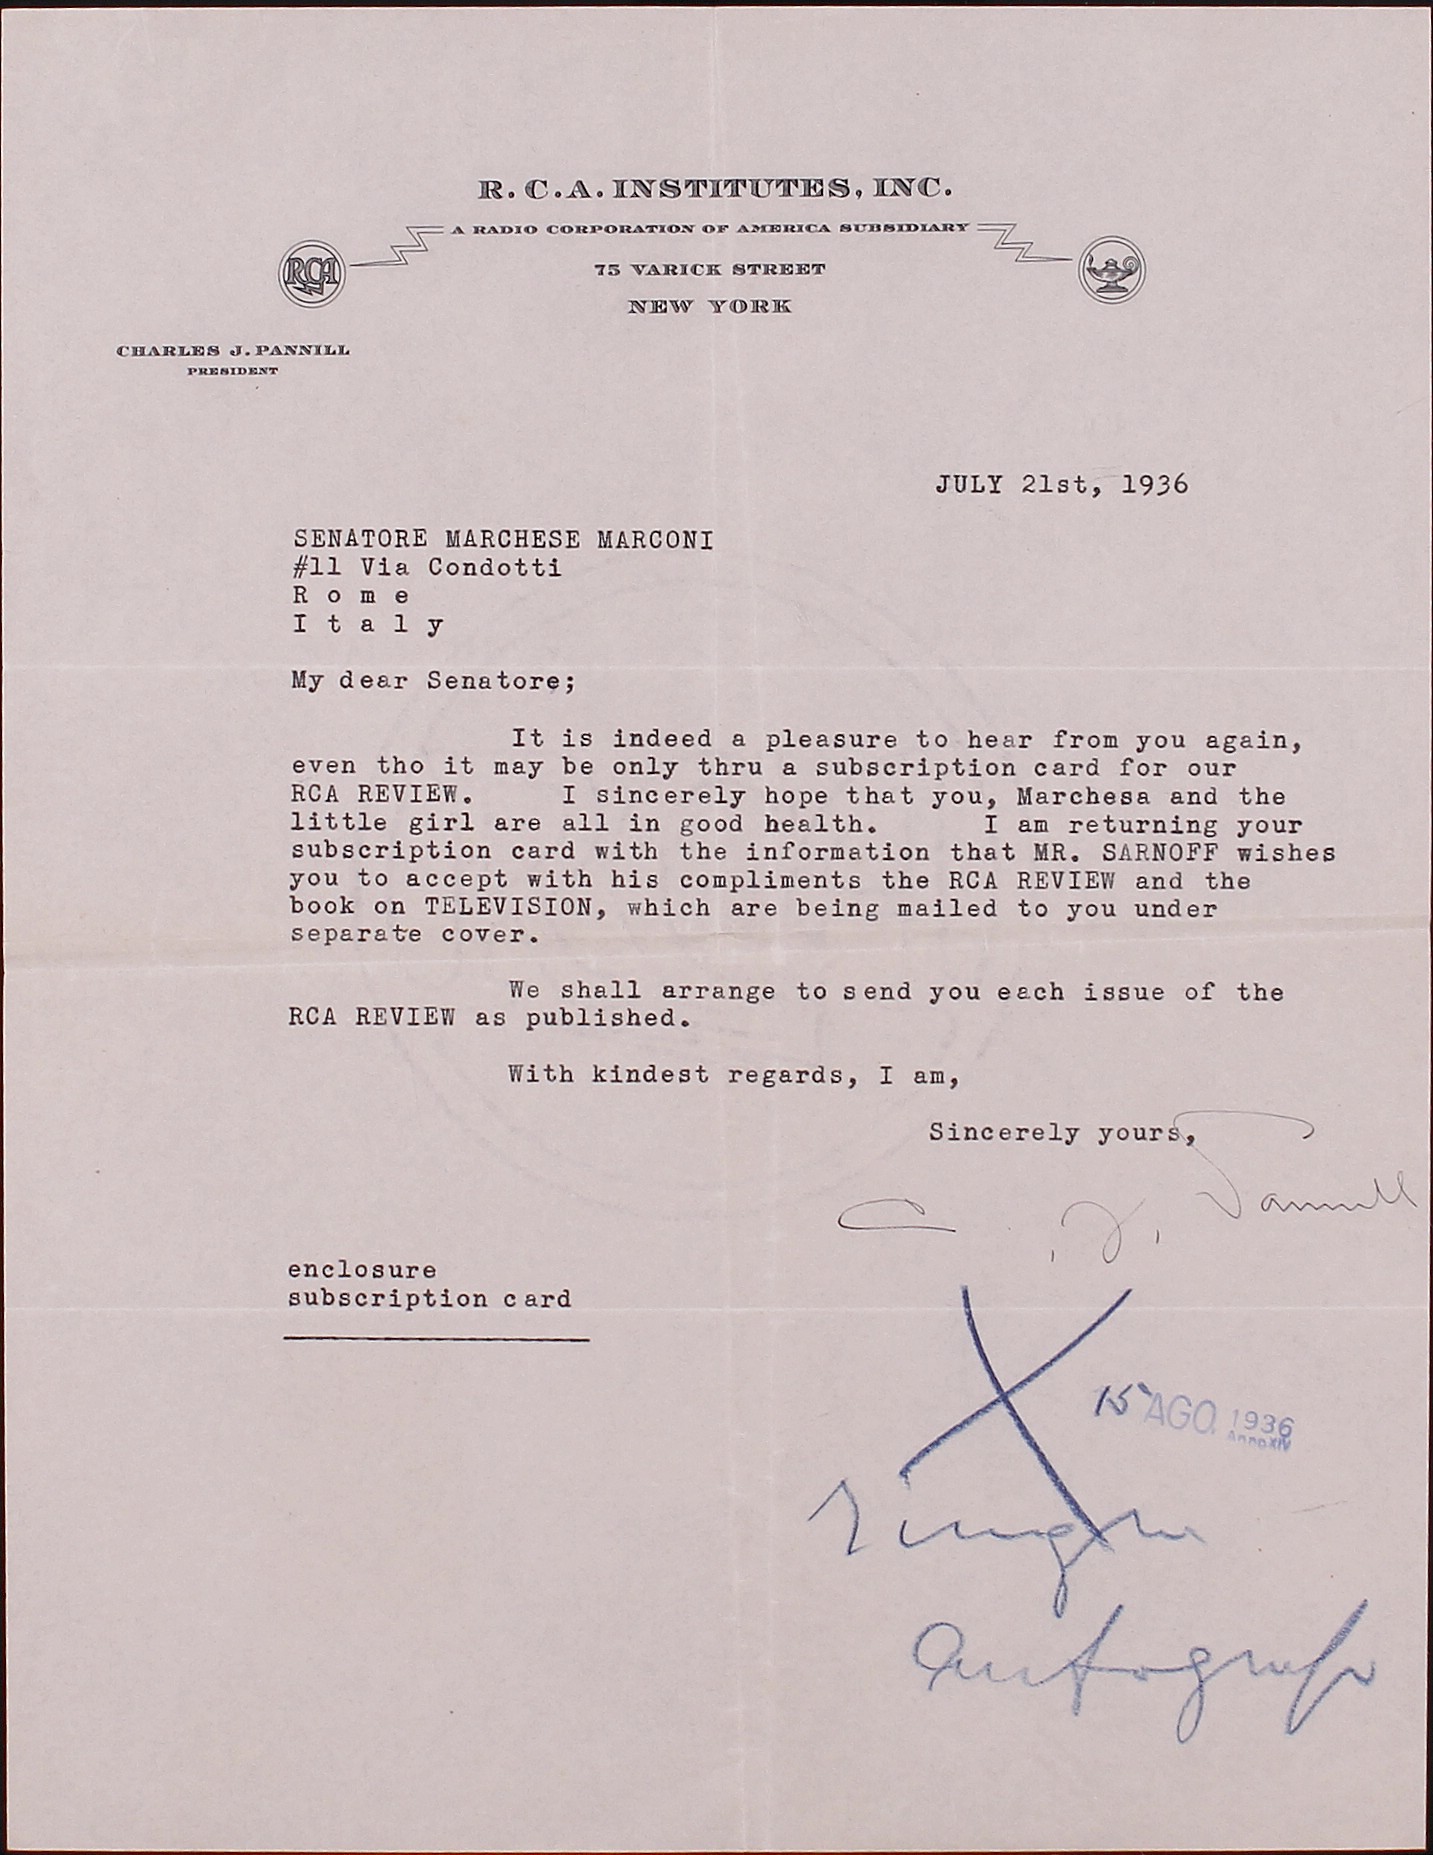 R. C. A. INSTITUTES, INC.
A RADIO CORPORATION OF AMERICA SUBSIDIARY
RCA
75 VARICK STREET
NEW YORK
CHARLES J. PANNILL
PRESIDENT
JULY 21st, 1936
SENATORE MARCHESE MARCONI
#11 Via Condotti
R o m e
I t a l y
My dear Senatore;
It is indeed a pleasure to hear from you again,
even tho it may be only thru a subscription card for our
RCA REVIEW. I sincerely hope that you, Marchesa and the
little girl are all in good health. I am returning your
subscription card with the information that MR. SARNOFF wishes
you to accept with his compliments the RCA REVIEW and the
book on TELEVISION, which are being mailed to you under
separate cover.
We shall arrange to send you each issue of the
RCA REVIEW as published.
With kindest regards, I am,
Sincerely yours,
C. J. Pannill
enclosure
subscription card
15 AGO. 1936
Anno XIV
autografo